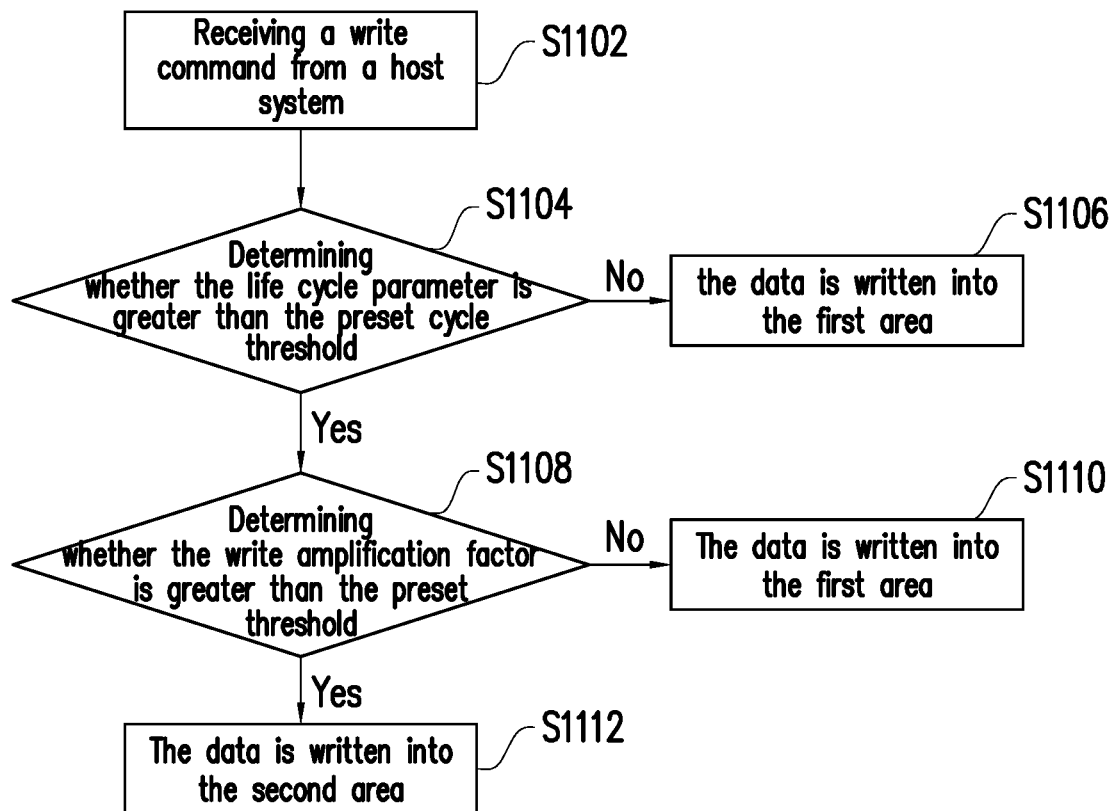 Receiving a write
command from a host
system
S1102
S1104
Determining
whether the life cycle parameter is
greater than the preset cycle
threshold
No
S1106
the data is written into
the first area
Yes
S1108
Determining
whether the write amplification factor
is greater than the preset
threshold
No
S1110
The data is written into
the first area
Yes
S1112
The data is written into
the second area